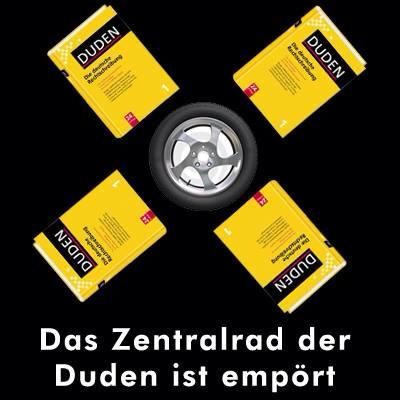 DUDEN
Die deutsche
Rechtschreibung
1
DUDEN
Die deutsche
Rechtschreibung
1
DUDEN
Die deutsche
Rechtschreibung
1
DUDEN
Die deutsche
Rechtschreibung
1
Das Zentralrad der
Duden ist empört